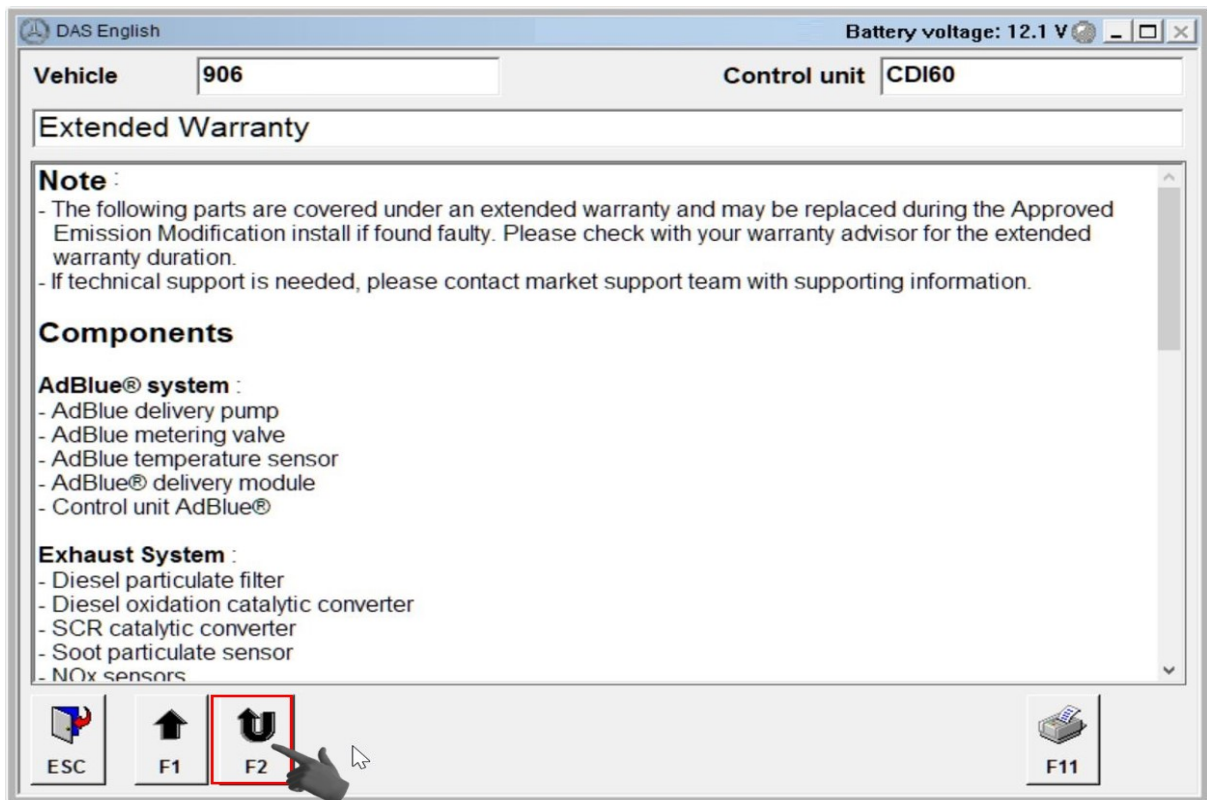 DAS English
Battery voltage: 12.1 V
Vehicle 906 Control unit CDI60
Extended Warranty
Note :
- The following parts are covered under an extended warranty and may be replaced during the Approved
Emission Modification install if found faulty. Please check with your warranty advisor for the extended
warranty duration.
- If technical support is needed, please contact market support team with supporting information.
Components
AdBlue® system :
- AdBlue delivery pump
- AdBlue metering valve
- AdBlue temperature sensor
- AdBlue® delivery module
- Control unit AdBlue®
Exhaust System :
- Diesel particulate filter
- Diesel oxidation catalytic converter
- SCR catalytic converter
- Soot particulate sensor
- NOx sensors
ESC F1 F2 F11